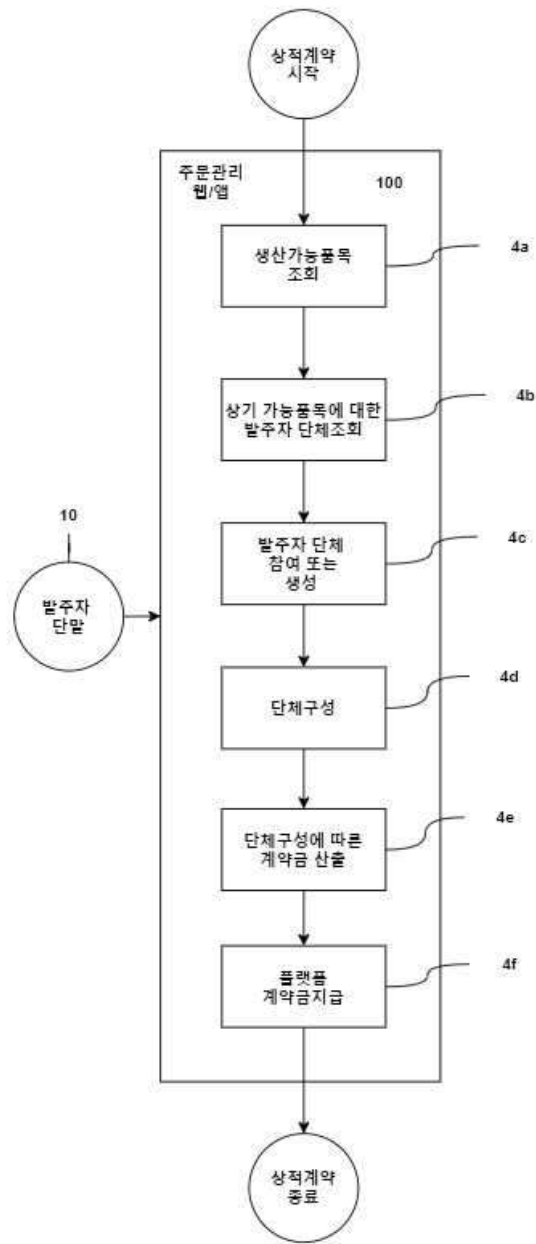 상적계약
시작
주문관리
웹/앱
100
생산가능품목
조회
4a
상기 가능품목에 대한
발주자 단체조회
4b
10
발주자 단체
참여 또는
생성
4c
발주자
단말
단체구성
4d
단체구성에 따른
계약금 산출
4e
플랫폼
계약금지급
4f
상적계약
종료